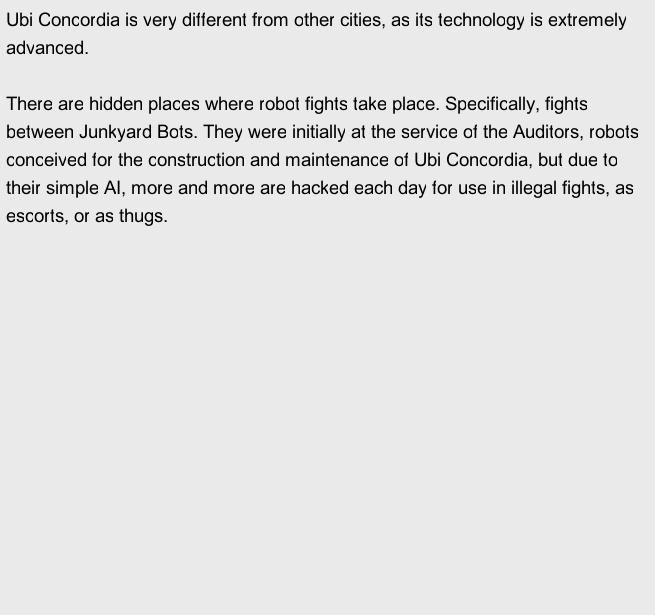 Ubi Concordia is very different from other cities, as its technology is extremely
advanced.
There are hidden places where robot fights take place. Specifically, fights
between Junkyard Bots. They were initially at the service of the Auditors, robots
conceived for the construction and maintenance of Ubi Concordia, but due to
their simple AI, more and more are hacked each day for use in illegal fights, as
escorts, or as thugs.